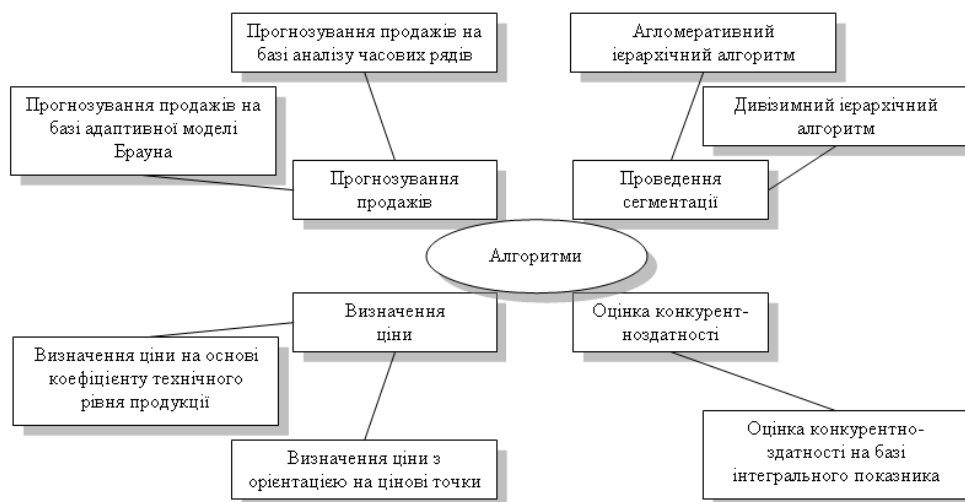 Прогнозування продажів на
базі аналізу часових рядів
Агломеративний
ієрархічний алгоритм
Прогнозування продажів на
базі адаптивної моделі
Брауна
Дивізимний ієрархічний
алгоритм
Прогнозування
продажів
Проведення
сегментації
Алгоритми
Визначення
ціни
Оцінка конкурент-
ноздатності
Визначення ціни на основі
коефіцієнту технічного
рівня продукції
Визначення ціни з
орієнтацією на цінові точки
Оцінка конкурентно-
здатності на базі
інтегрального показника